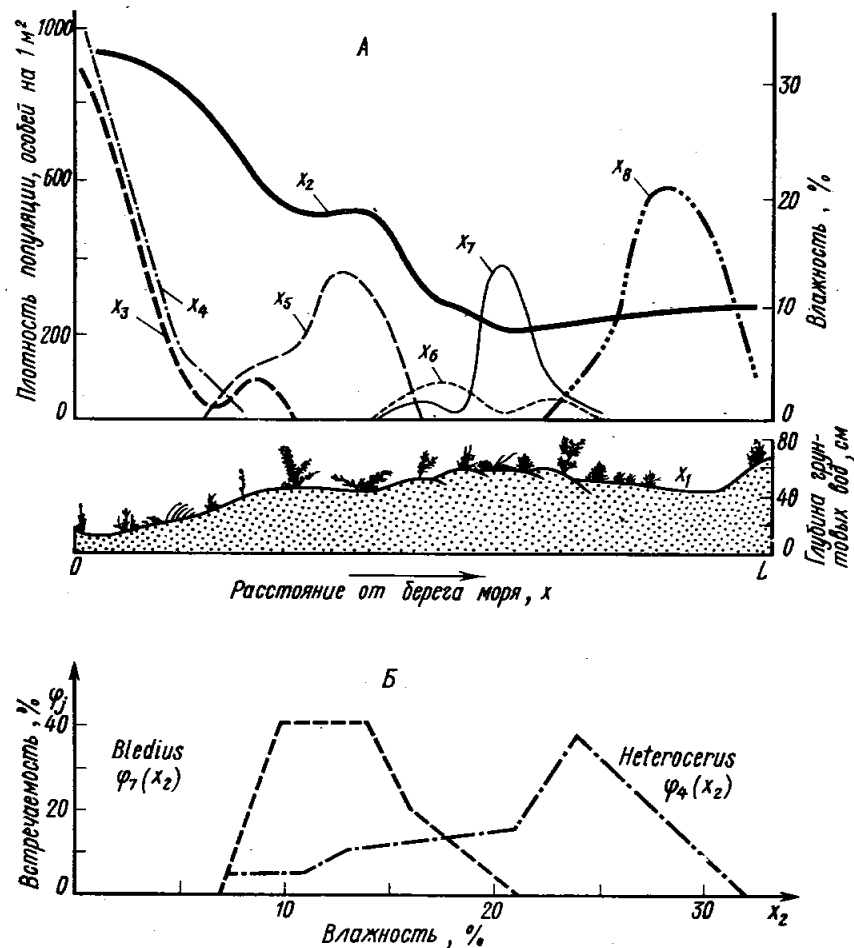 Плотность популяции, особей на 1 м²
1000
600
200
0
А
x₂
x₃
x₄
x₅
x₆
x₇
x₈
30
20
10
0
Влажность, %
x₁
80
40
0
Глубина грун-
товых вод, см
0
L
Расстояние от берега моря, x
Б
Встречаемость, %
φⱼ
40
20
0
Bledius
φ₇(x₂)
Heterocerus
φ₄(x₂)
10
20
30
x₂
Влажность, %